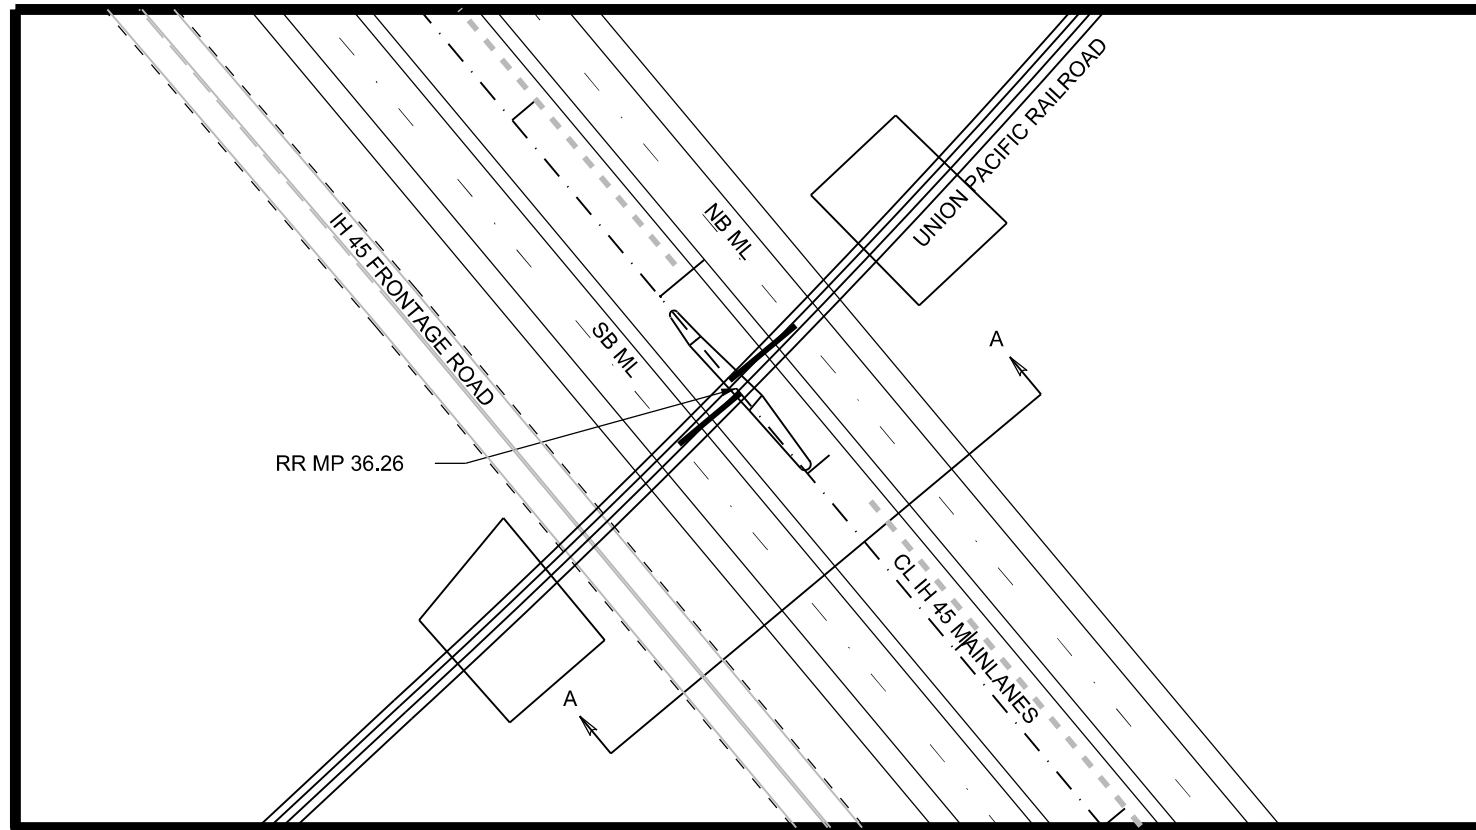 UNION PACIFIC RAILROAD
NB ML
IH 45 FRONTAGE ROAD
SB ML
A
RR MP 36.26
CL IH 45 MAINLANES
A